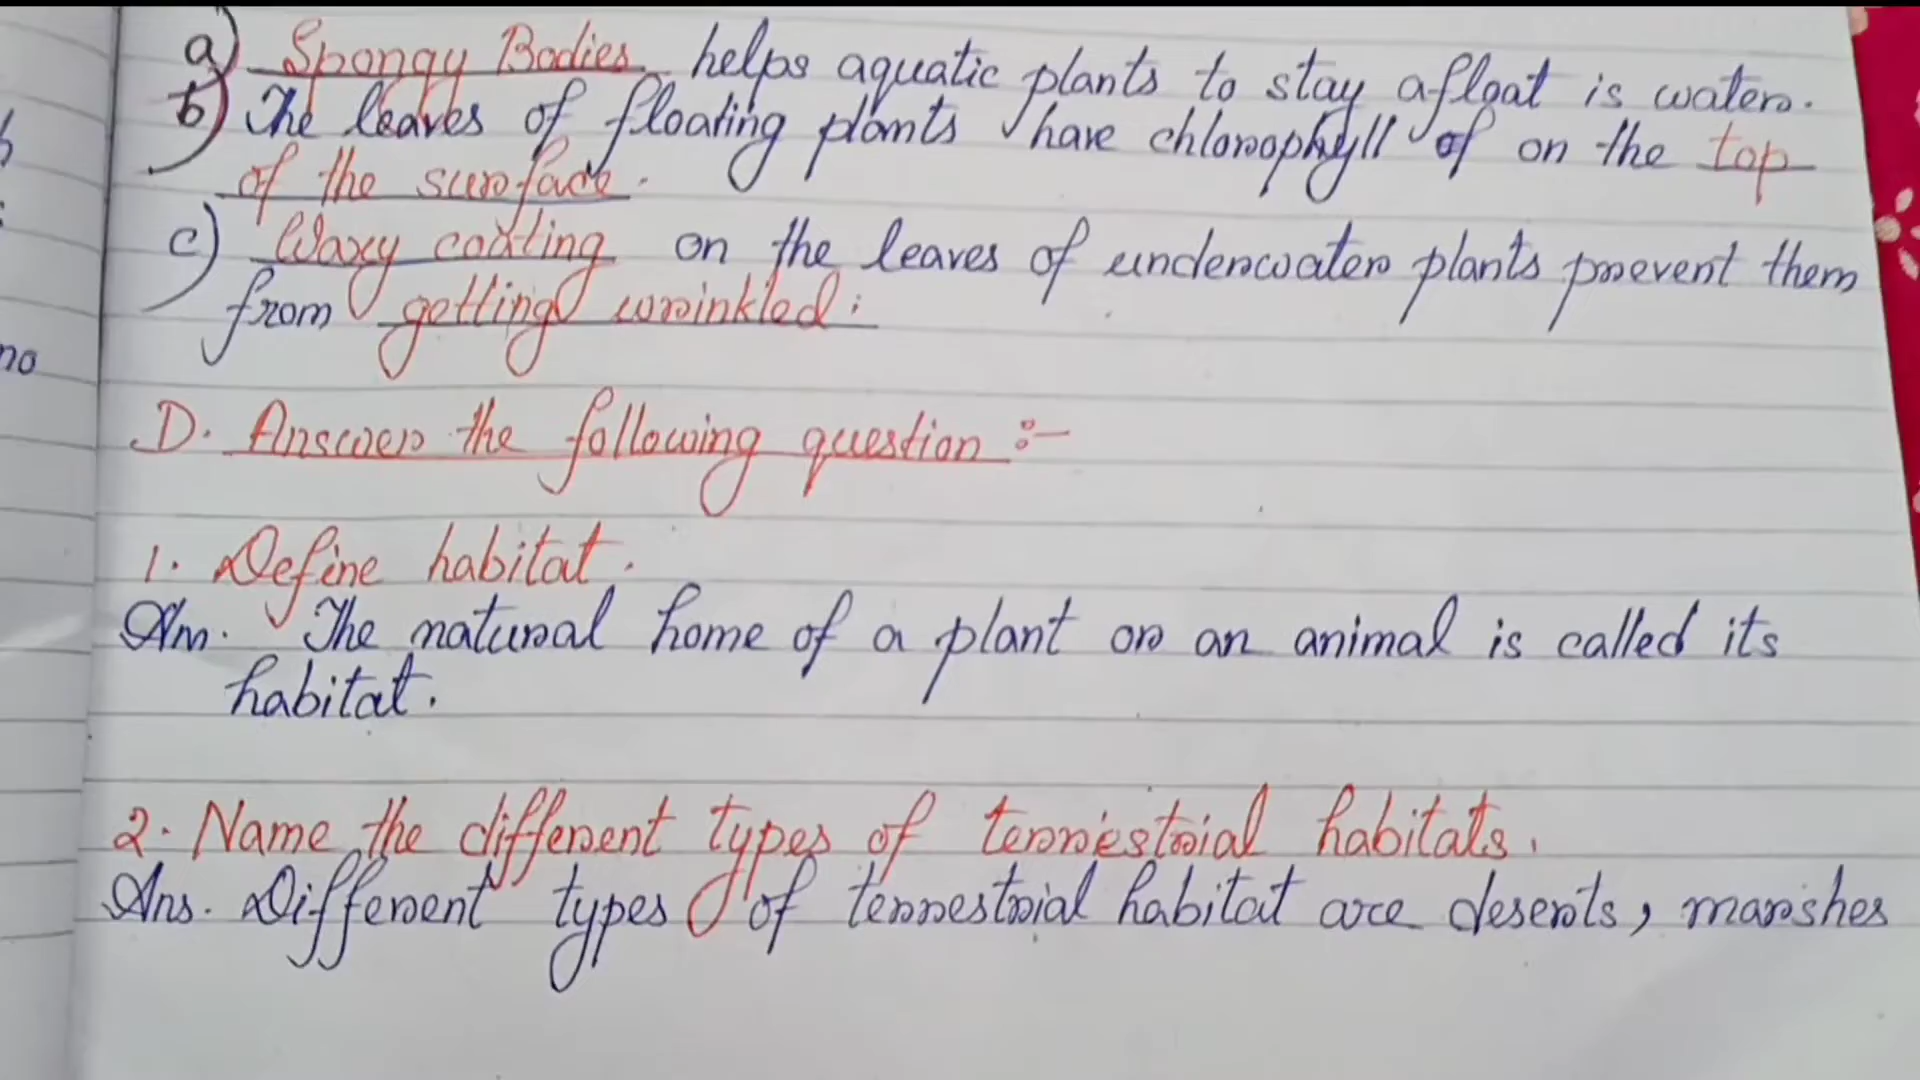 a) Spongy Bodies helps aquatic plants to stay afloat is water.
b) The leaves of floating plants have chlorophyll of on the top
of the surface.
c) Waxy coating on the leaves of underwater plants prevent them
from getting wrinkled.
no
D. Answer the following question :-
1. Define habitat.
Ans. The natural home of a plant or an animal is called its
habitat.
2. Name the different types of terrestrial habitats.
Ans. Different types of terrestrial habitat are deserts, marshes